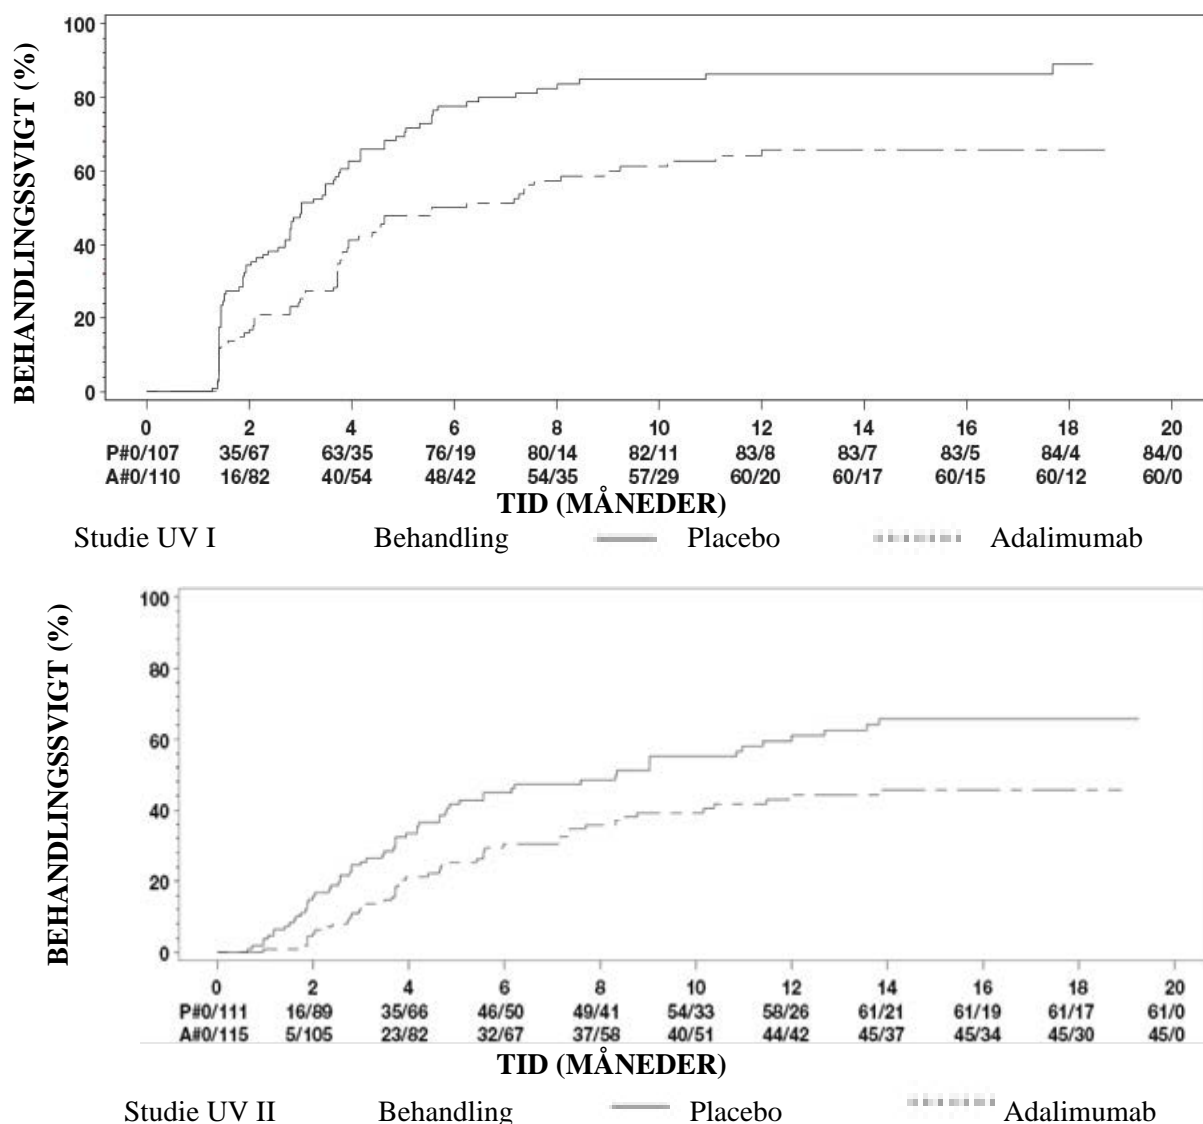 BEHANDLINGSSVIGT (%)
100
80
60
40
20
0
0 2 4 6 8 10 12 14 16 18 20
P#0/107 35/67 63/35 76/19 80/14 82/11 83/8 83/7 83/5 84/4 84/0
A#0/110 16/82 40/54 48/42 54/35 57/29 60/20 60/17 60/15 60/12 60/0
TID (MÅNEDER)
Studie UV I Behandling Placebo Adalimumab
BEHANDLINGSSVIGT (%)
100
80
60
40
20
0
0 2 4 6 8 10 12 14 16 18 20
P#0/111 16/89 35/66 46/50 49/41 54/33 58/26 61/21 61/19 61/17 61/0
A#0/115 5/105 23/82 32/67 37/58 40/51 44/42 45/37 45/34 45/30 45/0
TID (MÅNEDER)
Studie UV II Behandling Placebo Adalimumab